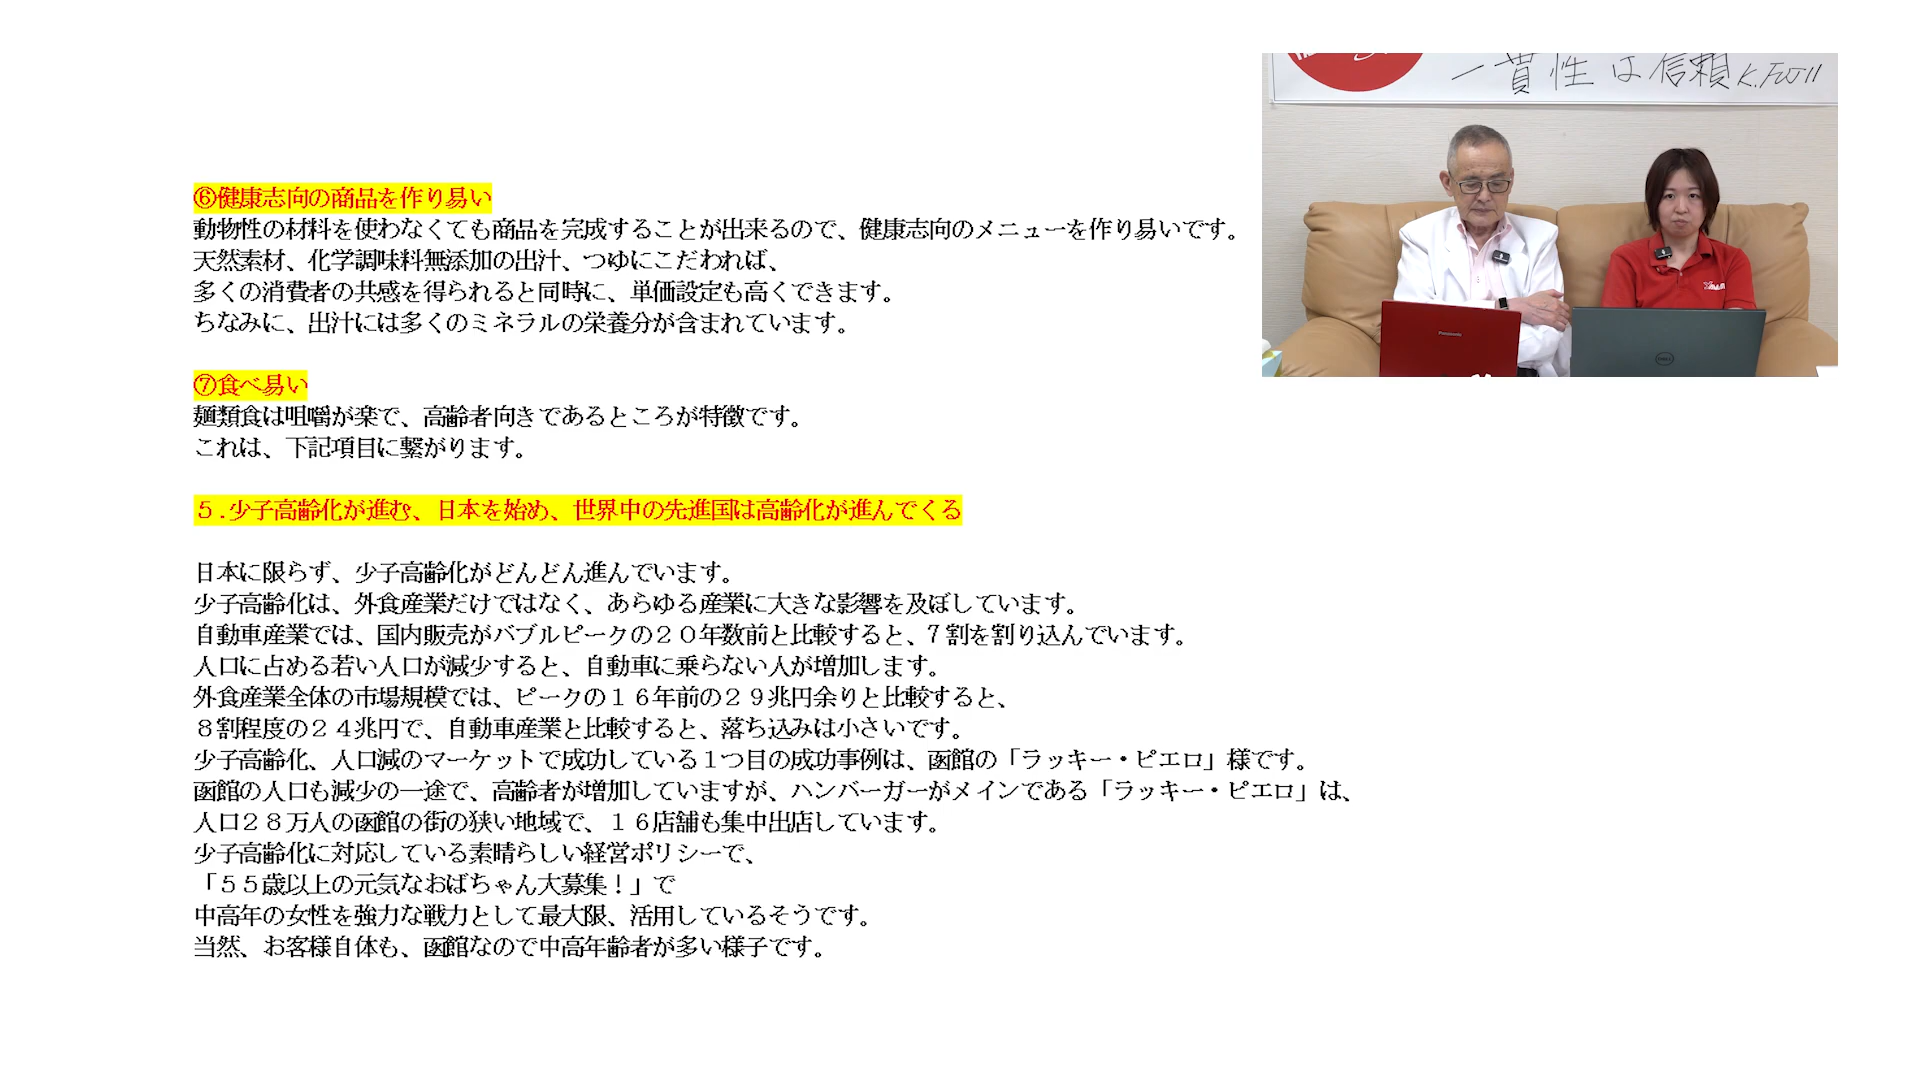 ⑥健康志向の商品を作り易い
動物性の材料を使わなくても商品を完成することが出来るので、健康志向のメニューを作り易いです。
天然素材、化学調味料無添加の出汁、つゆにこだわれば、
多くの消費者の共感を得られると同時に、単価設定も高くできます。
ちなみに、出汁には多くのミネラルの栄養分が含まれています。
⑦食べ易い
麺類食は咀嚼が楽で、高齢者向きであるところが特徴です。
これは、下記項目に繋がります。
５.少子高齢化が進む、日本を始め、世界中の先進国は高齢化が進んでくる
日本に限らず、少子高齢化がどんどん進んでいます。
少子高齢化は、外食産業だけではなく、あらゆる産業に大きな影響を及ぼしています。
自動車産業では、国内販売がバブルピークの２０年数前と比較すると、７割を割り込んでいます。
人口に占める若い人口が減少すると、自動車に乗らない人が増加します。
外食産業全体の市場規模では、ピークの１６年前の２９兆円余りと比較すると、
８割程度の２４兆円で、自動車産業と比較すると、落ち込みは小さいです。
少子高齢化、人口減のマーケットで成功している１つ目の成功事例は、函館の「ラッキー・ピエロ」様です。
函館の人口も減少の一途で、高齢者が増加していますが、ハンバーガーがメインである「ラッキー・ピエロ」は、
人口２８万人の函館の街の狭い地域で、１６店舗も集中出店しています。
少子高齢化に対応している素晴らしい経営ポリシーで、
「５５歳以上の元気なおばちゃん大募集！」で
中高年の女性を強力な戦力として最大限、活用しているそうです。
当然、お客様自体も、函館なので中高年齢者が多い様子です。
一貫性は信頼 K.FUJII
Panasonic
DELL